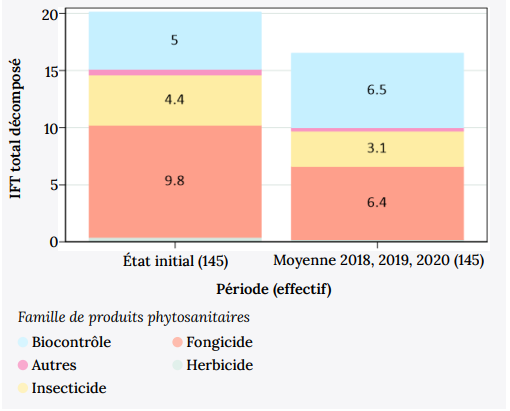 IFT total décomposé
20
15
10
5
0
5
4.4
9.8
6.5
3.1
6.4
État initial (145)
Moyenne 2018, 2019, 2020 (145)
Période (effectif)
Famille de produits phytosanitaires
Biocontrôle
Fongicide
Autres
Herbicide
Insecticide